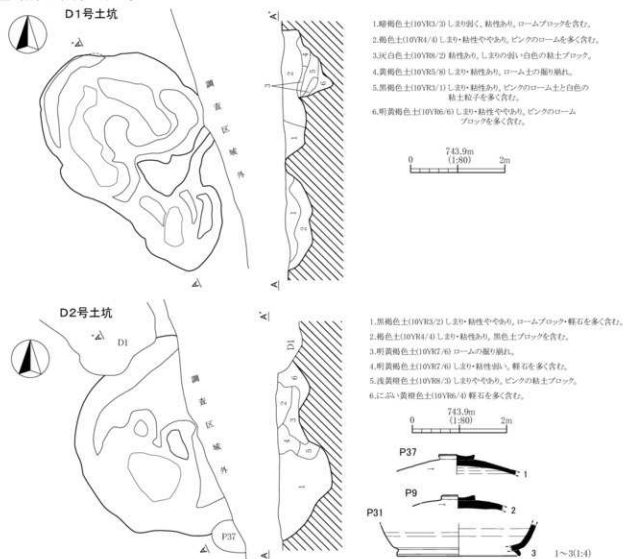 D1号土坑
調査区域外
1.暗褐色土(10YR3/3) しまり弱く、粘性あり。ロームブロックを含む。
2.褐色土(10YR4/4) しまり・粘性ややあり。ピンクのロームを多く含む。
3.灰白色土(10YR8/2) 粘性あり。しまりの弱い白色の粘土ブロック。
4.黄褐色土(10YR5/8) しまり・粘性あり。ローム土の掘り崩れ。
5.黒褐色土(10YR3/1) しまり・粘性あり。ピンクのローム土と白色の
粘土粒子を多く含む。
6.明黄褐色土(10YR6/6) しまり・粘性ややあり。ピンクのローム
ブロックを多く含む。
743.9m
0 (1:80) 2m
A A'
1 2 3 4 5 6
1 2
D2号土坑
D1
調査区域外
P37
A A'
D1
1 2 3 4 5 6
1.黒褐色土(10YR3/2) しまり・粘性ややあり。ロームブロック・軽石を多く含む。
2.褐色土(10YR4/4) しまり・粘性あり。黒色土ブロックを含む。
3.明黄褐色土(10YR7/6) ロームの掘り崩れ。
4.明黄褐色土(10YR7/6) しまり・粘性弱い。軽石を多く含む。
5.浅黄橙色土(10YR8/3) しまりややあり。ピンクの粘土ブロック。
6.にぶい黄橙色土(10YR6/4) 軽石を多く含む。
743.9m
0 (1:80) 2m
P37
1
P9
2
P31
3
1～3(1:4)